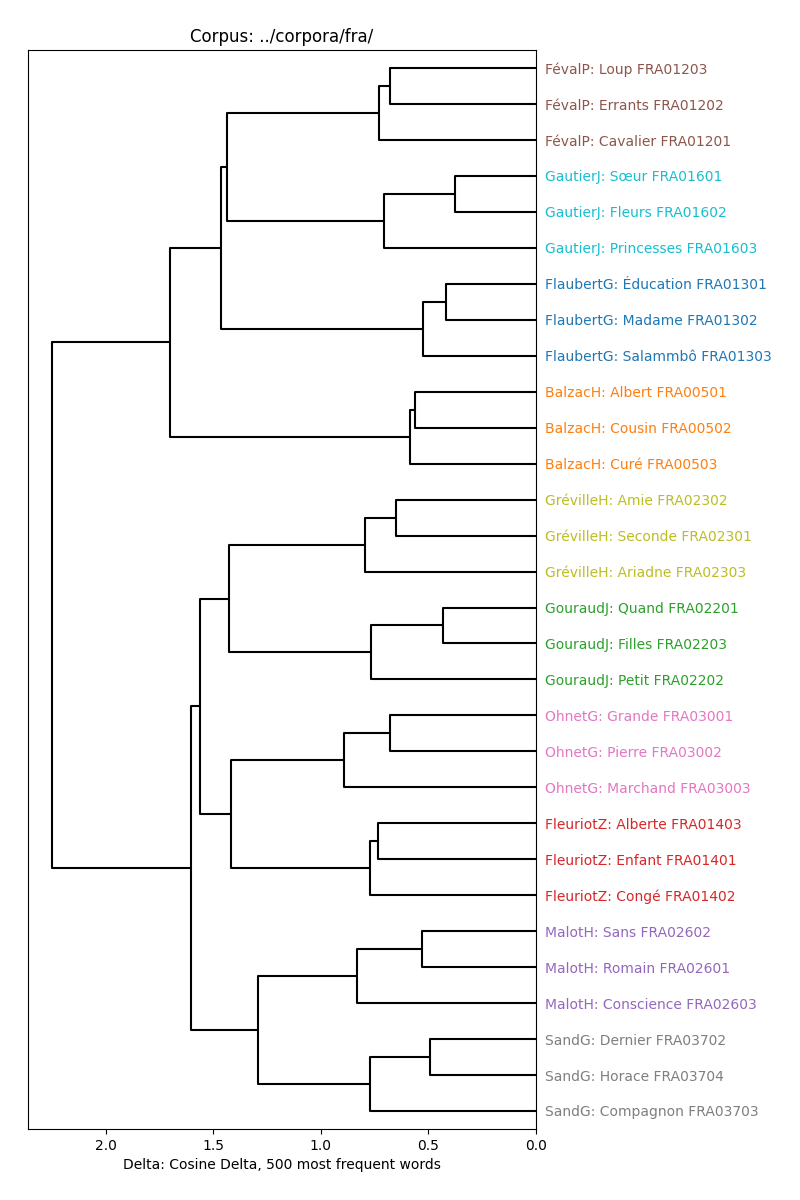 Corpus: ../corpora/fra/
FévalP: Loup FRA01203
FévalP: Errants FRA01202
FévalP: Cavalier FRA01201
GautierJ: Sœur FRA01601
GautierJ: Fleurs FRA01602
GautierJ: Princesses FRA01603
FlaubertG: Éducation FRA01301
FlaubertG: Madame FRA01302
FlaubertG: Salammbô FRA01303
BalzacH: Albert FRA00501
BalzacH: Cousin FRA00502
BalzacH: Curé FRA00503
GrévilleH: Amie FRA02302
GrévilleH: Seconde FRA02301
GrévilleH: Ariadne FRA02303
GouraudJ: Quand FRA02201
GouraudJ: Filles FRA02203
GouraudJ: Petit FRA02202
OhnetG: Grande FRA03001
OhnetG: Pierre FRA03002
OhnetG: Marchand FRA03003
FleuriotZ: Alberte FRA01403
FleuriotZ: Enfant FRA01401
FleuriotZ: Congé FRA01402
MalotH: Sans FRA02602
MalotH: Romain FRA02601
MalotH: Conscience FRA02603
SandG: Dernier FRA03702
SandG: Horace FRA03704
SandG: Compagnon FRA03703
2.0 1.5 1.0 0.5 0.0
Delta: Cosine Delta, 500 most frequent words